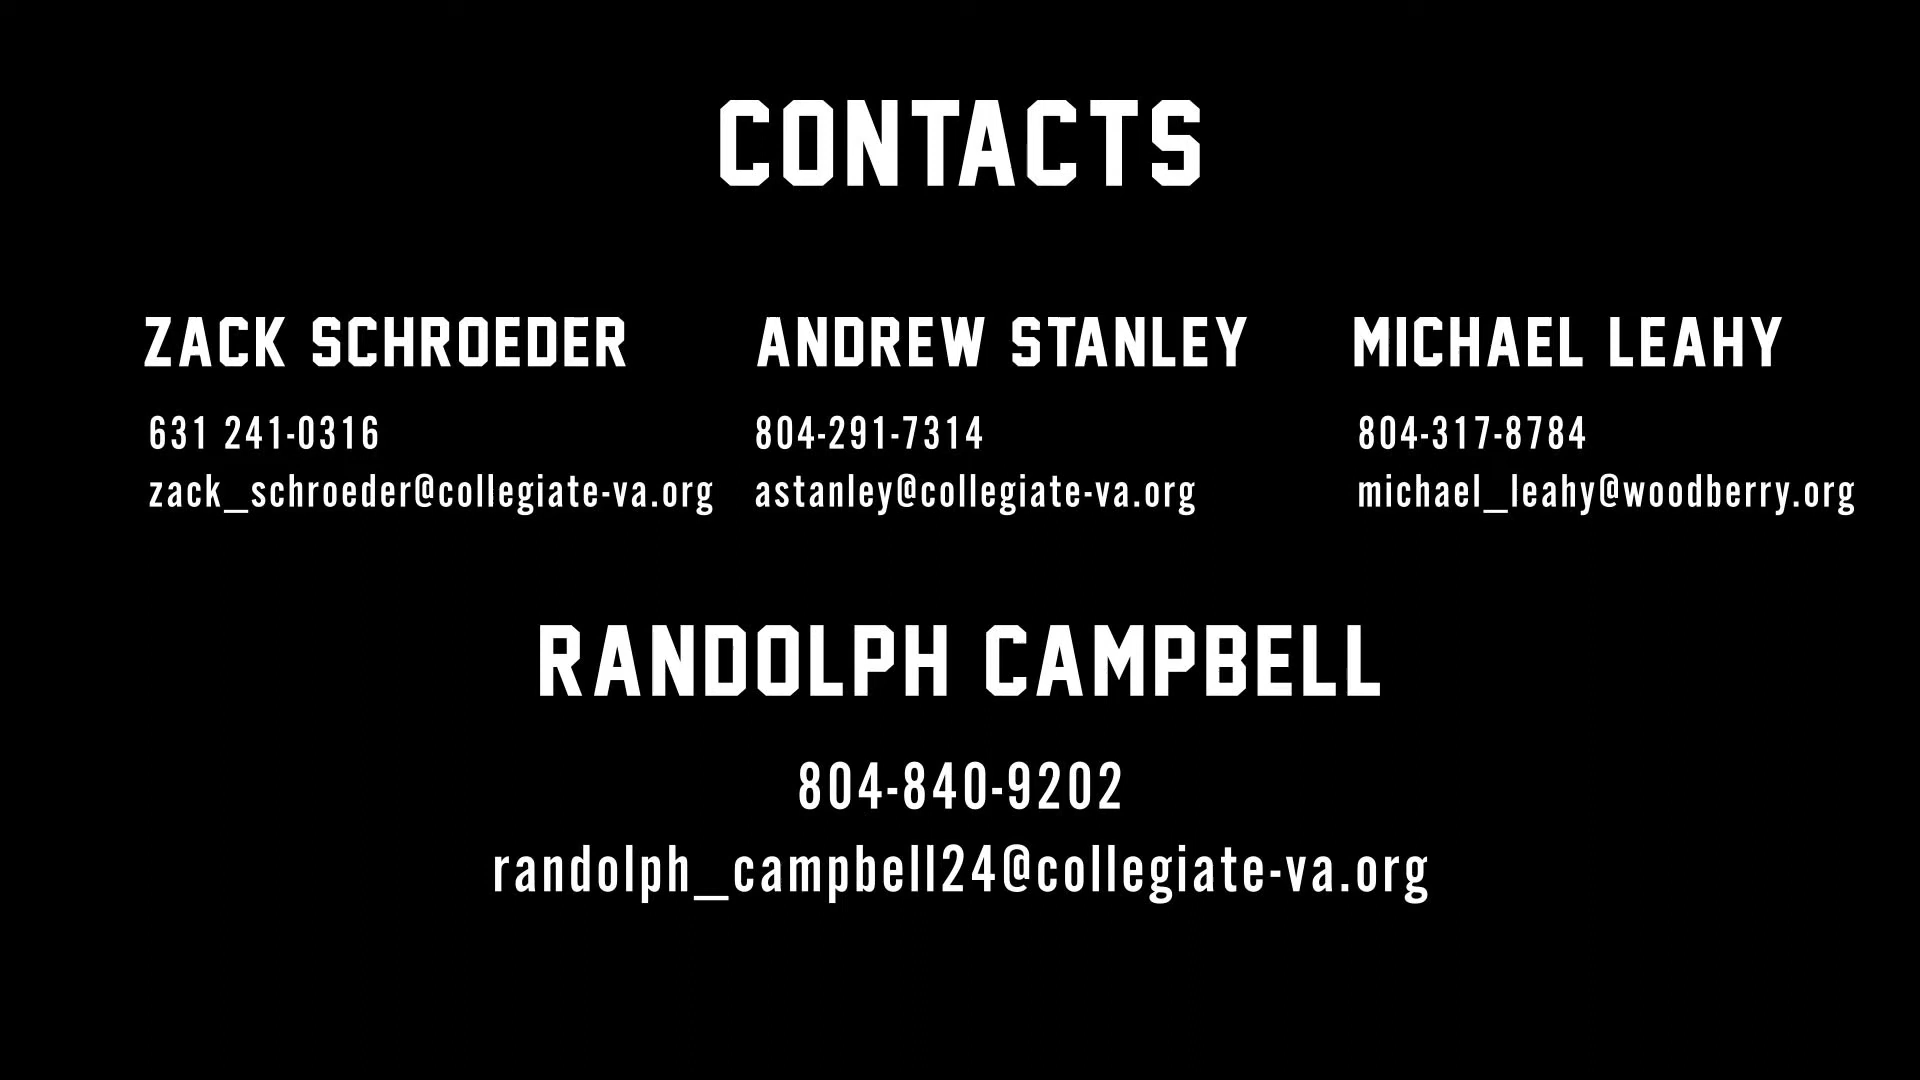 CONTACTS
ZACK SCHROEDER
631 241-0316
zack_schroeder@collegiate-va.org
ANDREW STANLEY
804-291-7314
astanley@collegiate-va.org
MICHAEL LEAHY
804-317-8784
michael_leahy@woodberry.org
RANDOLPH CAMPBELL
804-840-9202
randolph_campbell24@collegiate-va.org